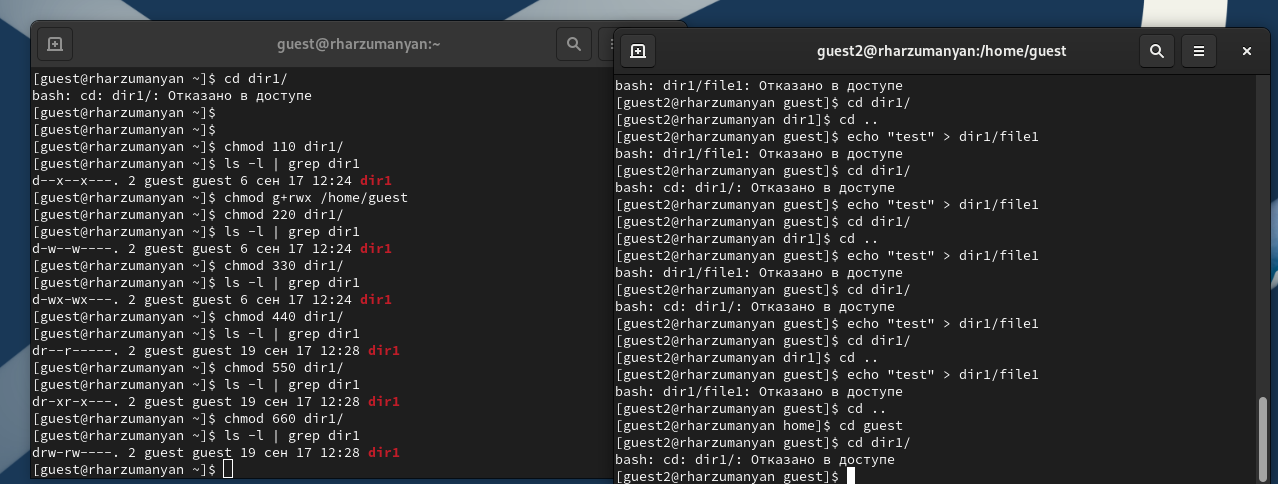 guest@rharzumanyan:~
[guest@rharzumanyan ~]$ cd dir1/
bash: cd: dir1/: Отказано в доступе
[guest@rharzumanyan ~]$
[guest@rharzumanyan ~]$
[guest@rharzumanyan ~]$ chmod 110 dir1/
[guest@rharzumanyan ~]$ ls -l | grep dir1
d--x--x---. 2 guest guest 6 сен 17 12:24 dir1
[guest@rharzumanyan ~]$ chmod g+rwx /home/guest
[guest@rharzumanyan ~]$ chmod 220 dir1/
[guest@rharzumanyan ~]$ ls -l | grep dir1
d-w--w----. 2 guest guest 6 сен 17 12:24 dir1
[guest@rharzumanyan ~]$ chmod 330 dir1/
[guest@rharzumanyan ~]$ ls -l | grep dir1
d-wx-wx---. 2 guest guest 6 сен 17 12:24 dir1
[guest@rharzumanyan ~]$ chmod 440 dir1/
[guest@rharzumanyan ~]$ ls -l | grep dir1
dr--r-----. 2 guest guest 19 сен 17 12:28 dir1
[guest@rharzumanyan ~]$ chmod 550 dir1/
[guest@rharzumanyan ~]$ ls -l | grep dir1
dr-xr-x---. 2 guest guest 19 сен 17 12:28 dir1
[guest@rharzumanyan ~]$ chmod 660 dir1/
[guest@rharzumanyan ~]$ ls -l | grep dir1
drw-rw----. 2 guest guest 19 сен 17 12:28 dir1
[guest@rharzumanyan ~]$
guest2@rharzumanyan:/home/guest
bash: dir1/file1: Отказано в доступе
[guest2@rharzumanyan guest]$ cd dir1/
[guest2@rharzumanyan dir1]$ cd ..
[guest2@rharzumanyan guest]$ echo "test" > dir1/file1
bash: dir1/file1: Отказано в доступе
[guest2@rharzumanyan guest]$ cd dir1/
bash: cd: dir1/: Отказано в доступе
[guest2@rharzumanyan guest]$ echo "test" > dir1/file1
[guest2@rharzumanyan guest]$ cd dir1/
[guest2@rharzumanyan dir1]$ cd ..
[guest2@rharzumanyan guest]$ echo "test" > dir1/file1
bash: dir1/file1: Отказано в доступе
[guest2@rharzumanyan guest]$ cd dir1/
bash: cd: dir1/: Отказано в доступе
[guest2@rharzumanyan guest]$ echo "test" > dir1/file1
[guest2@rharzumanyan guest]$ cd dir1/
[guest2@rharzumanyan dir1]$ cd ..
[guest2@rharzumanyan guest]$ echo "test" > dir1/file1
bash: dir1/file1: Отказано в доступе
[guest2@rharzumanyan guest]$ cd ..
[guest2@rharzumanyan home]$ cd guest
[guest2@rharzumanyan guest]$ cd dir1/
bash: cd: dir1/: Отказано в доступе
[guest2@rharzumanyan guest]$